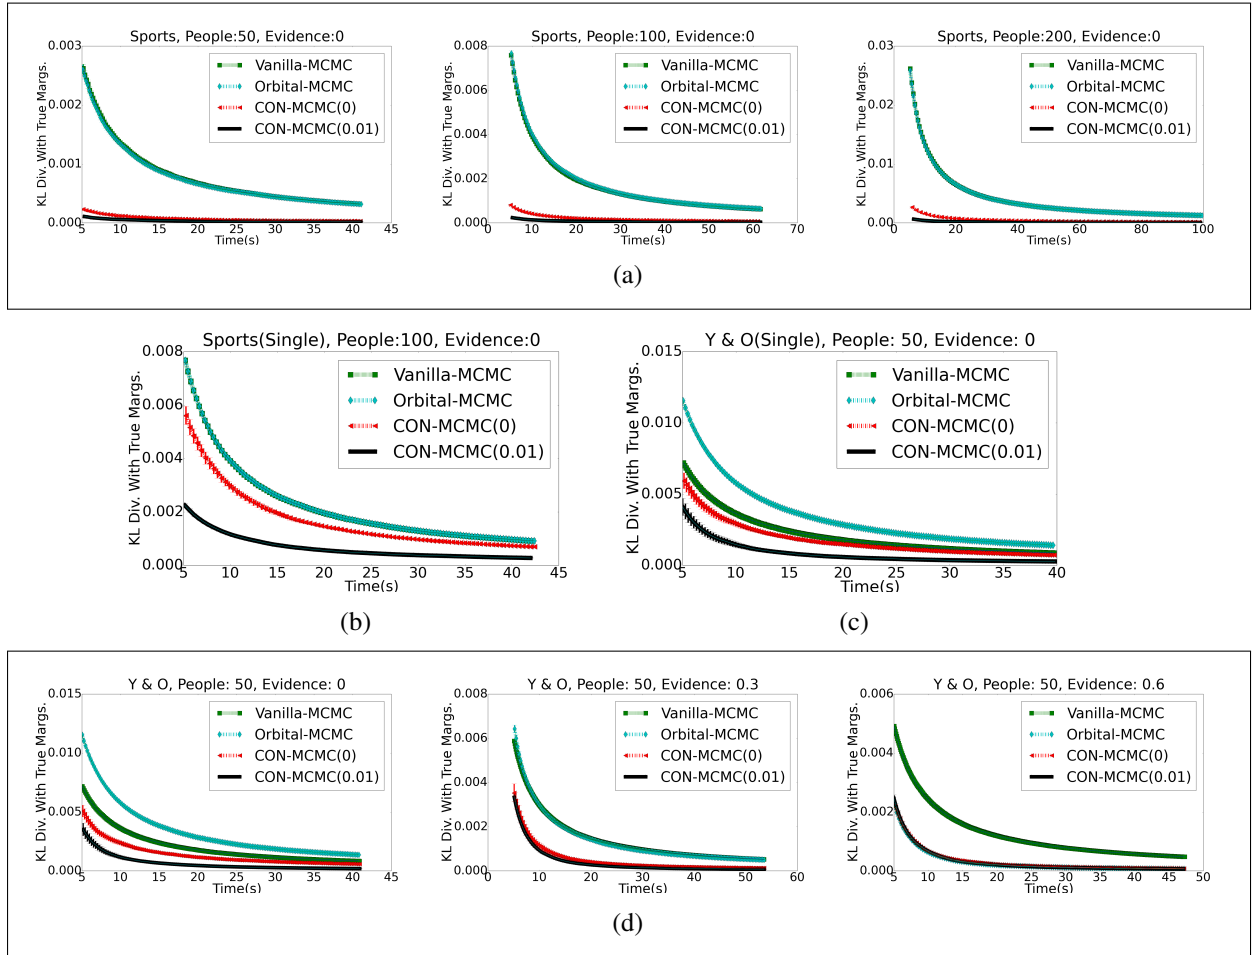 Sports, People:50, Evidence:0
KL Div. With True Margs.
0.003
0.002
0.001
0.000
Vanilla-MCMC
Orbital-MCMC
CON-MCMC(0)
CON-MCMC(0.01)
5 10 15 20 25 30 35 40 45
Time(s)
Sports, People:100, Evidence:0
KL Div. With True Margs.
0.008
0.006
0.004
0.002
0.000
Vanilla-MCMC
Orbital-MCMC
CON-MCMC(0)
CON-MCMC(0.01)
0 10 20 30 40 50 60 70
Time(s)
Sports, People:200, Evidence:0
KL Div. With True Margs.
0.03
0.02
0.01
0.00
Vanilla-MCMC
Orbital-MCMC
CON-MCMC(0)
CON-MCMC(0.01)
0 20 40 60 80 100
Time(s)
(a)
Sports(Single), People:100, Evidence:0
KL Div. With True Margs.
0.008
0.006
0.004
0.002
0.000
Vanilla-MCMC
Orbital-MCMC
CON-MCMC(0)
CON-MCMC(0.01)
5 10 15 20 25 30 35 40 45
Time(s)
(b)
Y & O(Single), People: 50, Evidence: 0
KL Div. With True Margs.
0.015
0.010
0.005
0.000
Vanilla-MCMC
Orbital-MCMC
CON-MCMC(0)
CON-MCMC(0.01)
5 10 15 20 25 30 35 40
Time(s)
(c)
Y & O, People: 50, Evidence: 0
KL Div. With True Margs.
0.015
0.010
0.005
0.000
Vanilla-MCMC
Orbital-MCMC
CON-MCMC(0)
CON-MCMC(0.01)
5 10 15 20 25 30 35 40 45
Time(s)
Y & O, People: 50, Evidence: 0.3
KL Div. With True Margs.
0.008
0.006
0.004
0.002
0.000
Vanilla-MCMC
Orbital-MCMC
CON-MCMC(0)
CON-MCMC(0.01)
0 10 20 30 40 50 60
Time(s)
Y & O, People: 50, Evidence: 0.6
KL Div. With True Margs.
0.006
0.004
0.002
0.000
Vanilla-MCMC
Orbital-MCMC
CON-MCMC(0)
CON-MCMC(0.01)
5 10 15 20 25 30 35 40 45 50
Time(s)
(d)